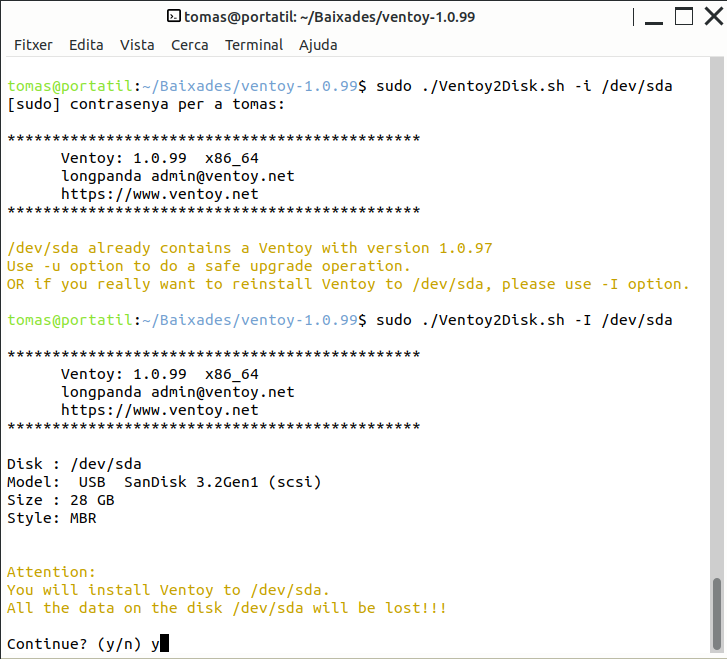 tomas@portatil: ~/Baixades/ventoy-1.0.99
Fitxer Edita Vista Cerca Terminal Ajuda
tomas@portatil:~/Baixades/ventoy-1.0.99$ sudo ./Ventoy2Disk.sh -i /dev/sda
[sudo] contrasenya per a tomas:
**********************************************
Ventoy: 1.0.99  x86_64
longpanda admin@ventoy.net
https://www.ventoy.net
**********************************************
/dev/sda already contains a Ventoy with version 1.0.97
Use -u option to do a safe upgrade operation.
OR if you really want to reinstall Ventoy to /dev/sda, please use -I option.
tomas@portatil:~/Baixades/ventoy-1.0.99$ sudo ./Ventoy2Disk.sh -I /dev/sda
**********************************************
Ventoy: 1.0.99  x86_64
longpanda admin@ventoy.net
https://www.ventoy.net
**********************************************
Disk : /dev/sda
Model:  USB  SanDisk 3.2Gen1 (scsi)
Size : 28 GB
Style: MBR
Attention:
You will install Ventoy to /dev/sda.
All the data on the disk /dev/sda will be lost!!!
Continue? (y/n) y